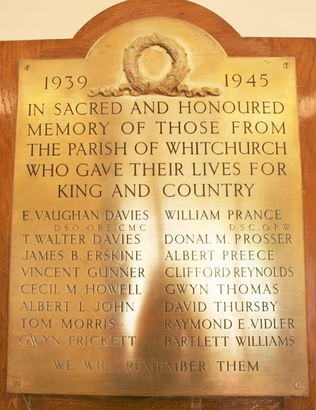 1939 1945
IN SACRED AND HONOURED
MEMORY OF THOSE FROM
THE PARISH OF WHITCHURCH
WHO GAVE THEIR LIVES FOR
KING AND COUNTRY
E. VAUGHAN DAVIES WILLIAM PRANCE
D.S.O. O.B.E. C.M.C D.S.C. O.P.W
T. WALTER DAVIES DONAL M. PROSSER
JAMES B. ERSKINE ALBERT PREECE
VINCENT GUNNER CLIFFORD REYNOLDS
CECIL M. HOWELL GWYN THOMAS
ALBERT L. JOHN DAVID THURSBY
TOM MORRIS RAYMOND E. VIDLER
GWYN PRICKETT BARTLETT WILLIAMS
WE WILL REMEMBER THEM